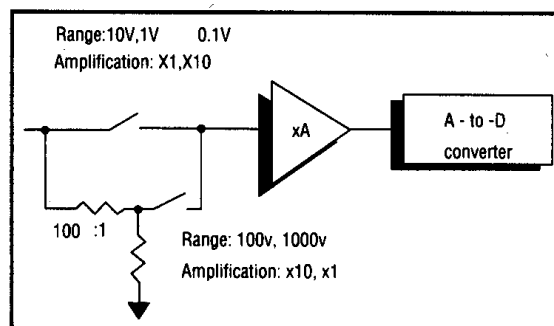 Range:10V,1V 0.1V
Amplification: X1,X10
xA
A - to -D
converter
100 :1
Range: 100v, 1000v
Amplification: x10, x1